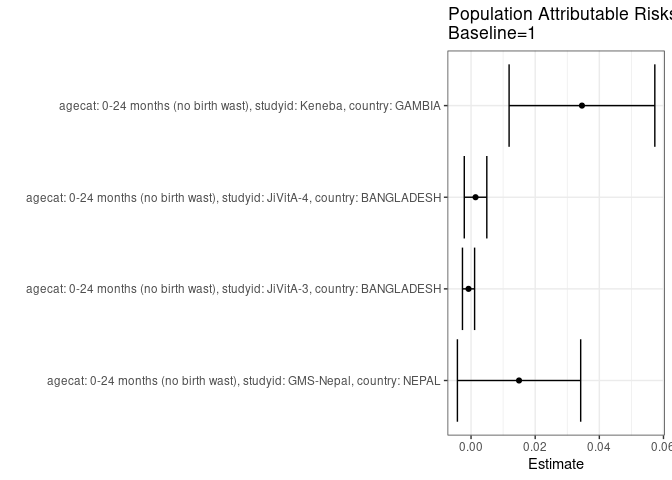 Population Attributable Risks
Baseline=1
agecat: 0-24 months (no birth wast), studyid: Keneba, country: GAMBIA
agecat: 0-24 months (no birth wast), studyid: JiVitA-4, country: BANGLADESH
agecat: 0-24 months (no birth wast), studyid: JiVitA-3, country: BANGLADESH
agecat: 0-24 months (no birth wast), studyid: GMS-Nepal, country: NEPAL
0.00 0.02 0.04 0.06
Estimate